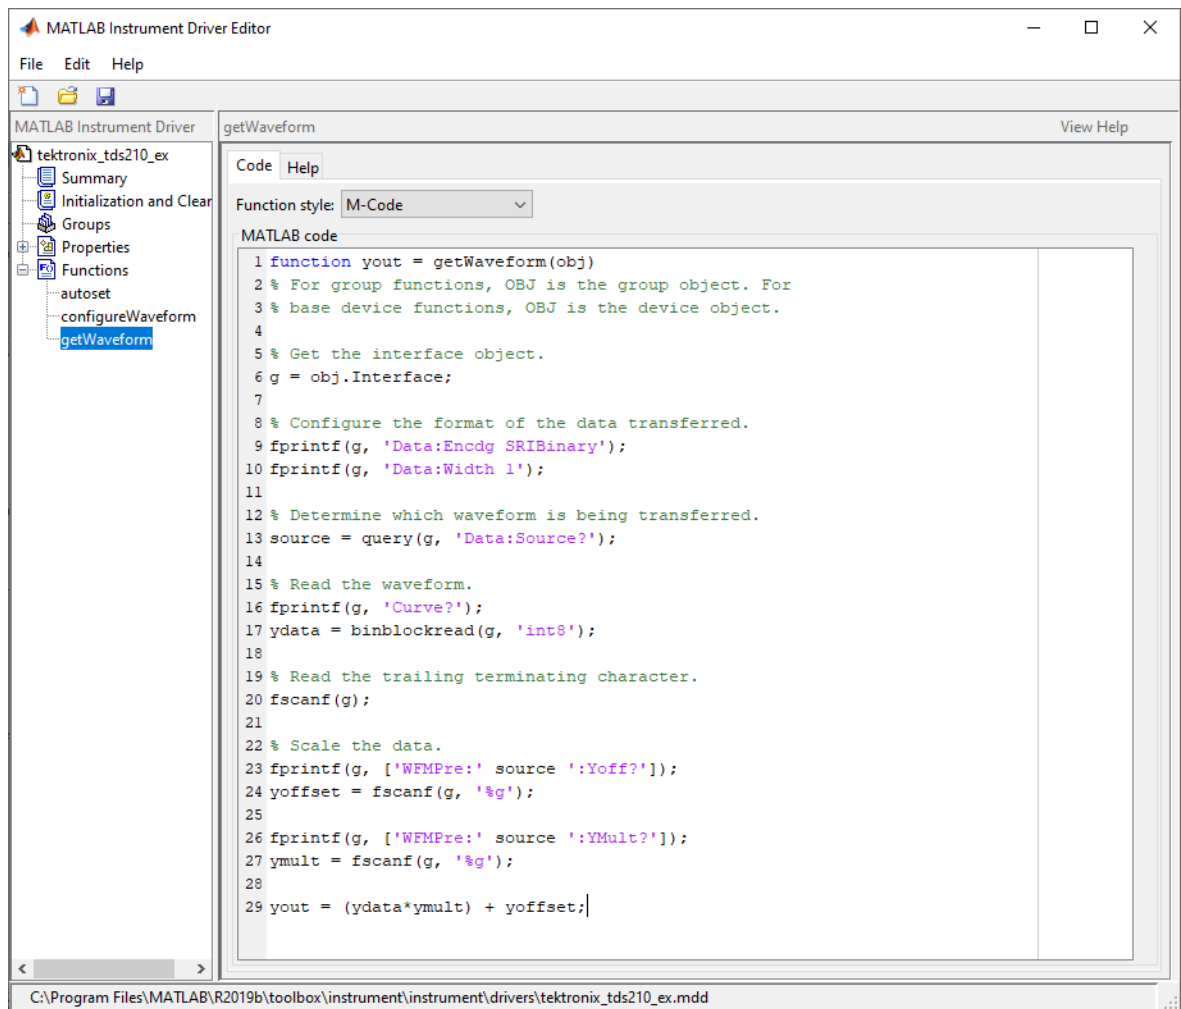 MATLAB Instrument Driver Editor
File Edit Help
MATLAB Instrument Driver
getWaveform
View Help
tektronix_tds210_ex
Summary
Initialization and Clear
Groups
Properties
Functions
autoset
configureWaveform
getWaveform
Code Help
Function style: M-Code
MATLAB code
1 function yout = getWaveform(obj)
2 % For group functions, OBJ is the group object. For
3 % base device functions, OBJ is the device object.
4
5 % Get the interface object.
6 g = obj.Interface;
7
8 % Configure the format of the data transferred.
9 fprintf(g, 'Data:Encdg SRIBinary');
10 fprintf(g, 'Data:Width 1');
11
12 % Determine which waveform is being transferred.
13 source = query(g, 'Data:Source?');
14
15 % Read the waveform.
16 fprintf(g, 'Curve?');
17 ydata = binblockread(g, 'int8');
18
19 % Read the trailing terminating character.
20 fscanf(g);
21
22 % Scale the data.
23 fprintf(g, ['WFMPre:' source ':Yoff?']);
24 yoffset = fscanf(g, '%g');
25
26 fprintf(g, ['WFMPre:' source ':YMult?']);
27 ymult = fscanf(g, '%g');
28
29 yout = (ydata*ymult) + yoffset;
C:\Program Files\MATLAB\R2019b\toolbox\instrument\instrument\drivers\tektronix_tds210_ex.mdd